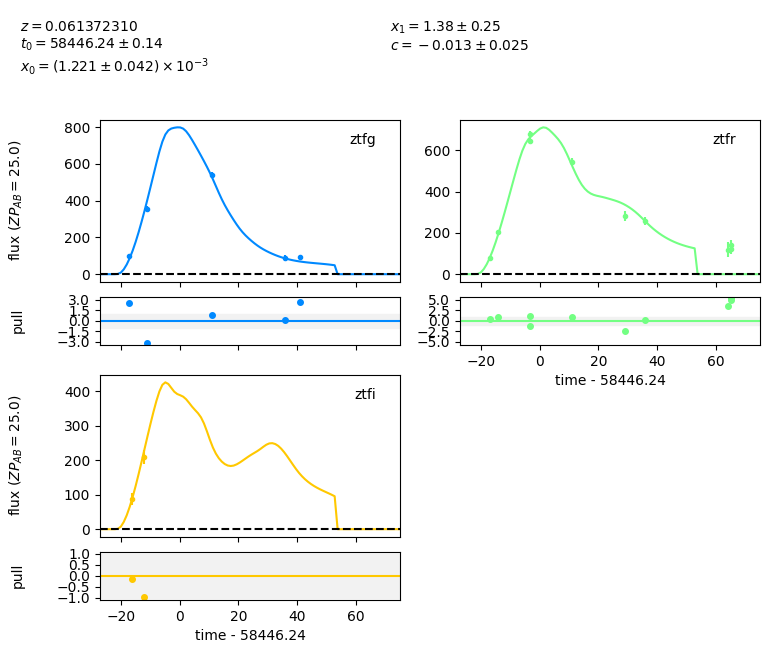 z = 0.061372310
t₀ = 58446.24 ± 0.14
x₀ = (1.221 ± 0.042) × 10⁻³
x₁ = 1.38 ± 0.25
c = −0.013 ± 0.025
flux (ZP_AB = 25.0)
800
600
400
200
0
ztfg
600
400
200
0
ztfr
pull
3.0
1.5
0.0
−1.5
−3.0
5.0
2.5
0.0
−2.5
−5.0
−20 0 20 40 60
time - 58446.24
flux (ZP_AB = 25.0)
400
300
200
100
0
ztfi
pull
1.0
0.5
0.0
−0.5
−1.0
−20 0 20 40 60
time - 58446.24